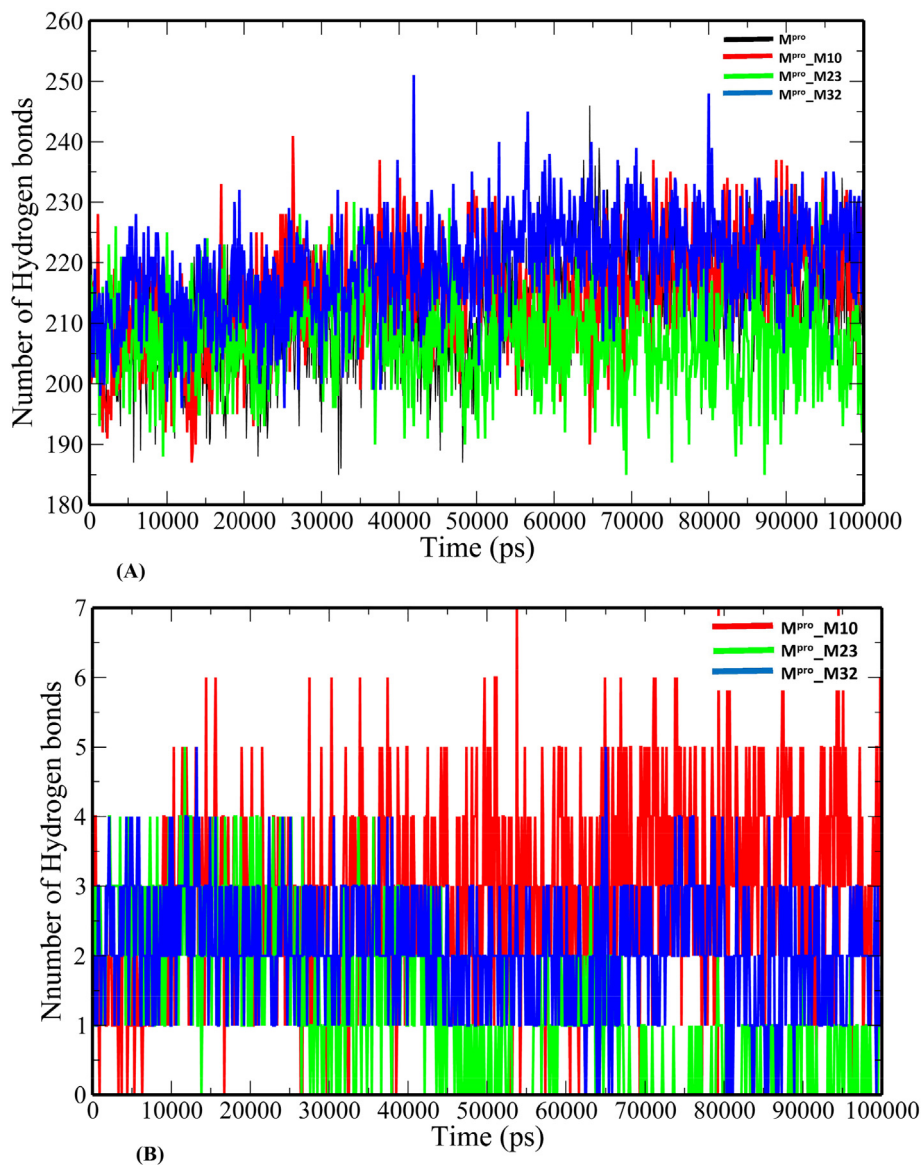 260
250
240
230
220
210
200
190
180
Number of Hydrogen bonds
Mᵖʳᵒ
Mᵖʳᵒ_M10
Mᵖʳᵒ_M23
Mᵖʳᵒ_M32
0 10000 20000 30000 40000 50000 60000 70000 80000 90000 100000
Time (ps)
(A)
7
6
5
4
3
2
1
0
Nnumber of Hydrogen bonds
Mᵖʳᵒ_M10
Mᵖʳᵒ_M23
Mᵖʳᵒ_M32
0 10000 20000 30000 40000 50000 60000 70000 80000 90000 100000
Time (ps)
(B)